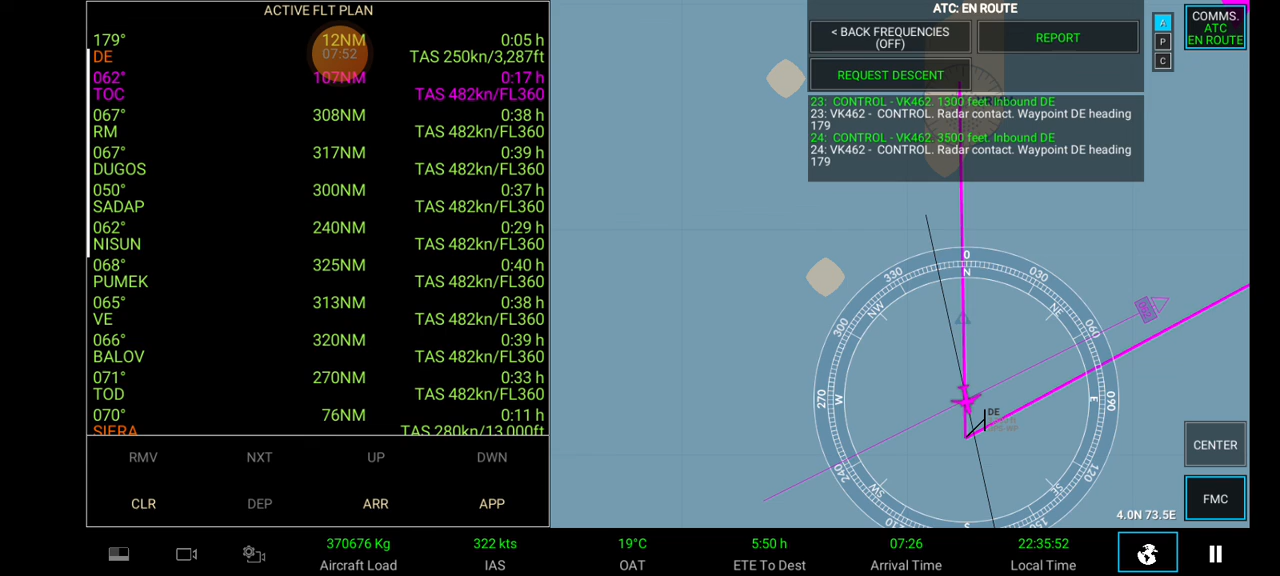 ACTIVE FLT PLAN
179° 12NM 0:05 h
DE TAS 250kn/3,287ft
07:52
062° 107NM 0:17 h
TOC TAS 482kn/FL360
067° 308NM 0:38 h
RM TAS 482kn/FL360
067° 317NM 0:39 h
DUGOS TAS 482kn/FL360
050° 300NM 0:37 h
SADAP TAS 482kn/FL360
062° 240NM 0:29 h
NISUN TAS 482kn/FL360
068° 325NM 0:40 h
PUMEK TAS 482kn/FL360
065° 313NM 0:38 h
VE TAS 482kn/FL360
066° 320NM 0:39 h
BALOV TAS 482kn/FL360
071° 270NM 0:33 h
TOD TAS 482kn/FL360
070° 76NM 0:11 h
SIERA TAS 280kn/13,000ft
RMV NXT UP DWN
CLR DEP ARR APP
ATC: EN ROUTE
< BACK FREQUENCIES
(OFF)
REPORT
REQUEST DESCENT
23: CONTROL - VK462. 1300 feet. Inbound DE
23: VK462 - CONTROL. Radar contact. Waypoint DE heading
179
24: CONTROL - VK462. 3500 feet. Inbound DE
24: VK462 - CONTROL. Radar contact. Waypoint DE heading
179
A
P
C
COMMS.
ATC
EN ROUTE
0
N
030
NE
060
E
090
120
SE
S
210
SW
240
W
270
300
NW
330
DE
CENTER
FMC
4.0N 73.5E
370676 Kg
Aircraft Load
322 kts
IAS
19°C
OAT
5:50 h
ETE To Dest
07:26
Arrival Time
22:35:52
Local Time